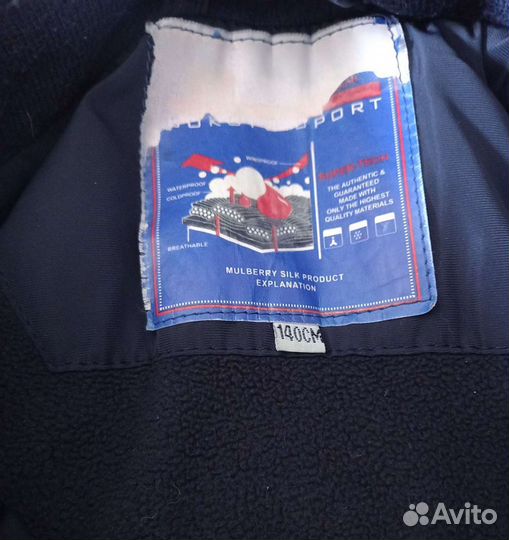 SPORT
WINDPROOF
WATERPROOF
COLDPROOF
BREATHABLE
THE AUTHENTIC &
GUARANTEED
MADE WITH
ONLY THE HIGHEST
QUALITY MATERIALS
MULBERRY SILK PRODUCT
EXPLANATION
140CM
Avito